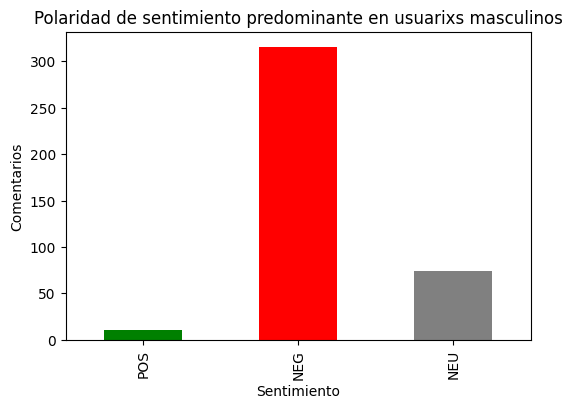 Polaridad de sentimiento predominante en usuarixs masculinos
Comentarios
300
250
200
150
100
50
0
POS
NEG
NEU
Sentimiento